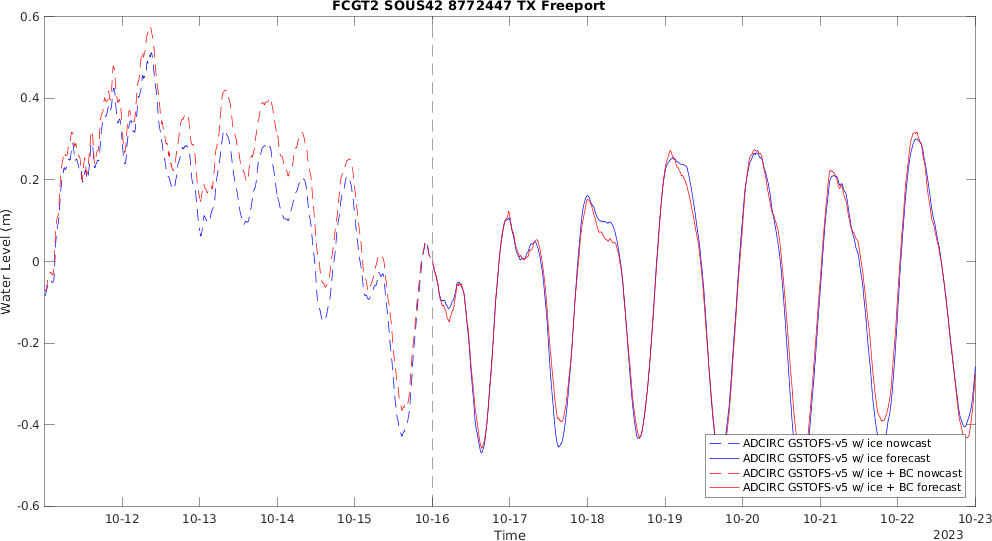 FCGT2 SOUS42 8772447 TX Freeport
Water Level (m)
0.6
0.4
0.2
0
-0.2
-0.4
-0.6
ADCIRC GSTOFS-v5 w/ ice nowcast
ADCIRC GSTOFS-v5 w/ ice forecast
ADCIRC GSTOFS-v5 w/ ice + BC nowcast
ADCIRC GSTOFS-v5 w/ ice + BC forecast
10-12 10-13 10-14 10-15 10-16 10-17 10-18 10-19 10-20 10-21 10-22 10-23
Time
2023